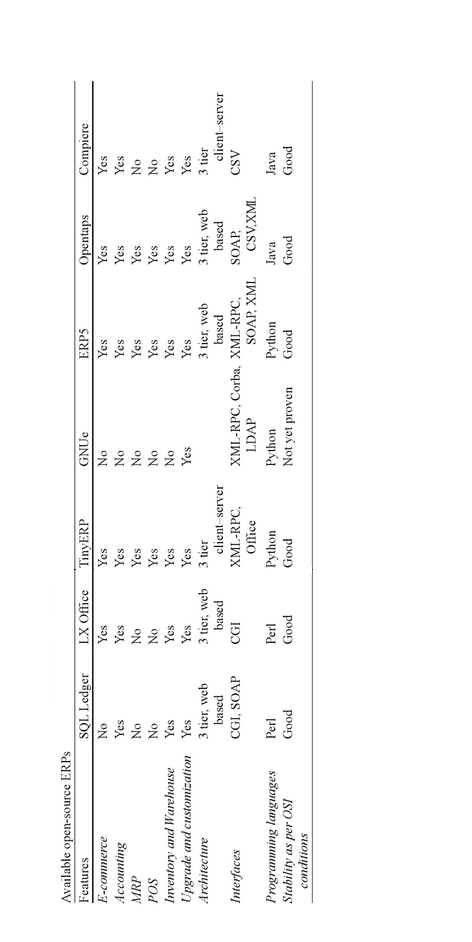 Available open-source ERPs
Features SQL Ledger LX Office TinyERP GNUe ERP5 Opentaps Compiere
E-commerce No Yes Yes No Yes Yes Yes
Accounting Yes Yes Yes No Yes Yes Yes
MRP No No Yes No Yes Yes No
POS No No Yes No Yes Yes No
Inventory and Warehouse Yes Yes Yes No Yes Yes Yes
Upgrade and customization Yes Yes Yes Yes Yes Yes Yes
Architecture 3 tier, web 3 tier, web 3 tier 3 tier, web 3 tier, web 3 tier
based based client–server based based client–server
Interfaces CGI, SOAP CGI XML-RPC, XML-RPC, Corba, XML-RPC, SOAP, CSV
Office LDAP SOAP, XML CSV,XML
Programming languages Perl Perl Python Python Python Java Java
Stability as per OSI Good Good Good Not yet proven Good Good Good
conditions